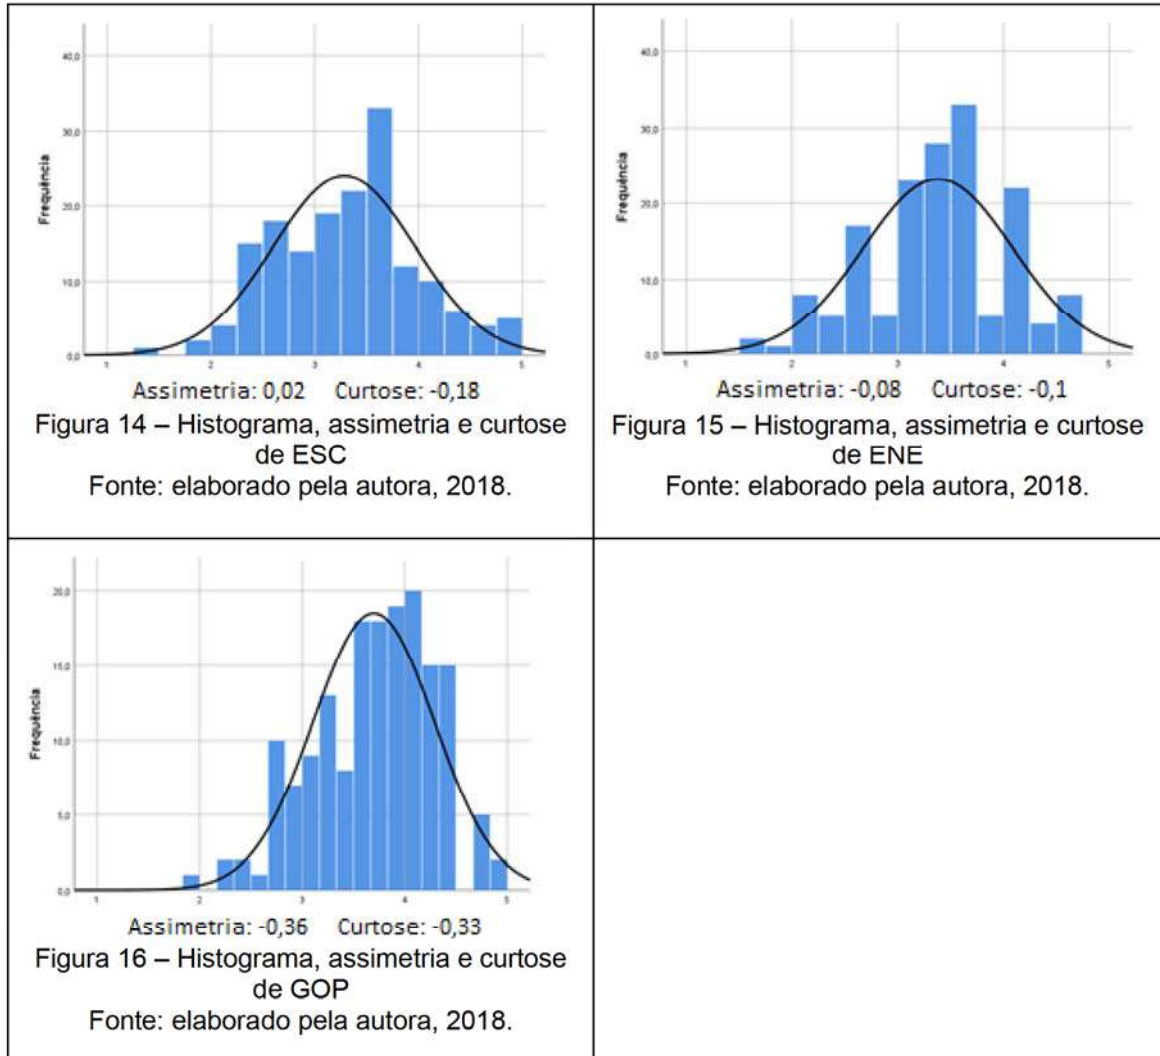 40,0
30,0
20,0
10,0
0,0
Frequência
1 2 3 4 5
Assimetria: 0,02 Curtose: -0,18
Figura 14 – Histograma, assimetria e curtose
de ESC
Fonte: elaborado pela autora, 2018.
40,0
30,0
20,0
10,0
,0
Frequência
1 2 3 4 5
Assimetria: -0,08 Curtose: -0,1
Figura 15 – Histograma, assimetria e curtose
de ENE
Fonte: elaborado pela autora, 2018.
20,0
15,0
10,0
5,0
0,0
Frequência
1 2 3 4 5
Assimetria: -0,36 Curtose: -0,33
Figura 16 – Histograma, assimetria e curtose
de GOP
Fonte: elaborado pela autora, 2018.